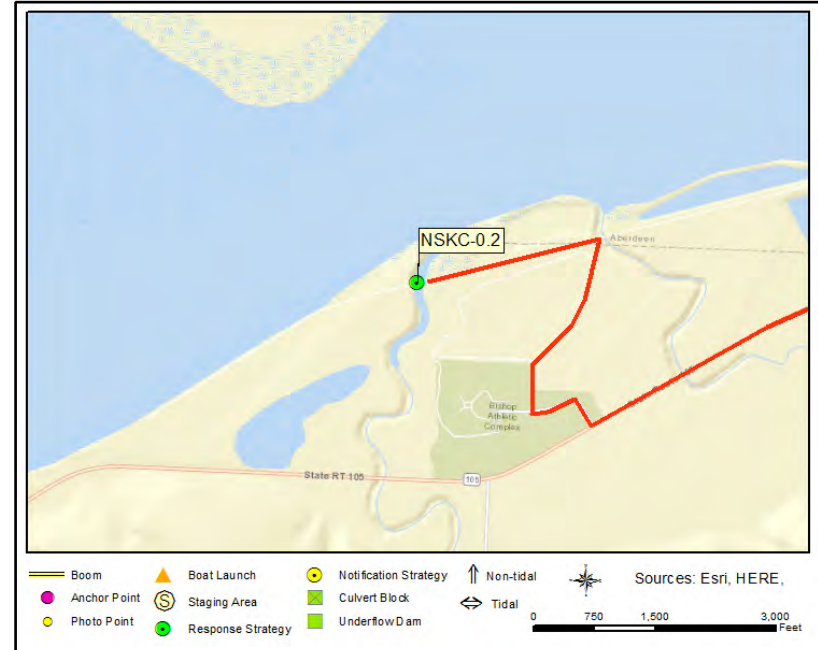 NSKC-0.2
Aberdeen
Bishop
Athletic
Complex
State RT 105
105
Boom
Boat Launch
Notification Strategy
Non-tidal
Sources: Esri, HERE,
Anchor Point
S
Staging Area
Culvert Block
Tidal
Photo Point
Response Strategy
Underflow Dam
0 750 1,500 3,000
Feet